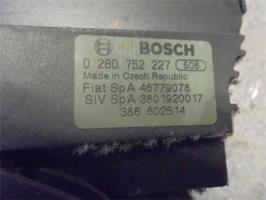 BOSCH
0 280 752 227 506
Made in Czech Republic
Fiat SpA 46779078
SIV SpA 3801920017
386 602514